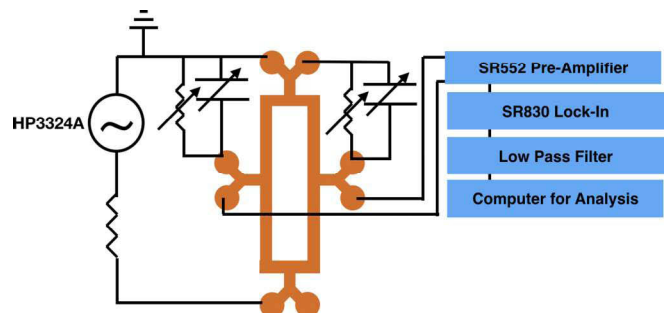 HP3324A
SR552 Pre-Amplifier
SR830 Lock-In
Low Pass Filter
Computer for Analysis